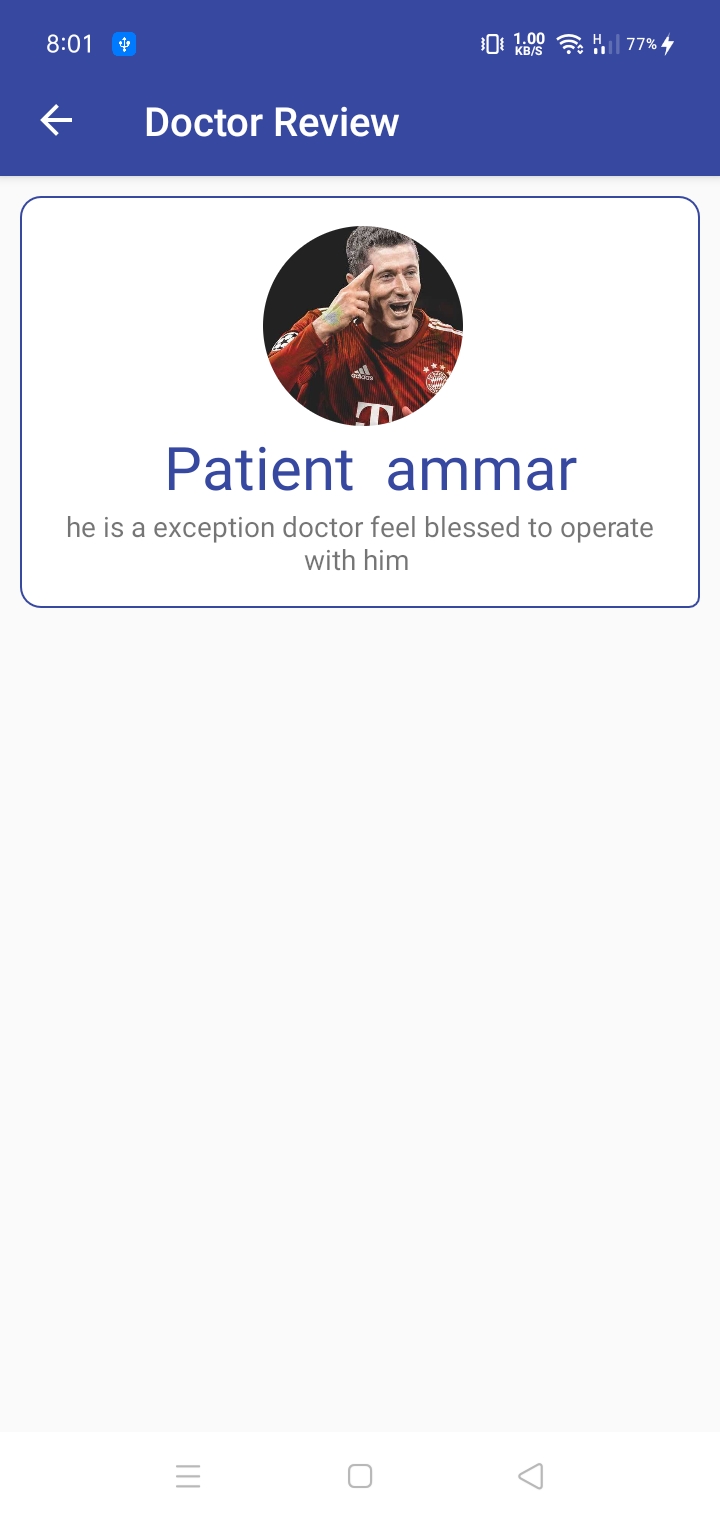 8:01 1.00 KB/S H 77%
Doctor Review
adidas
T
Patient ammar
he is a exception doctor feel blessed to operate
with him